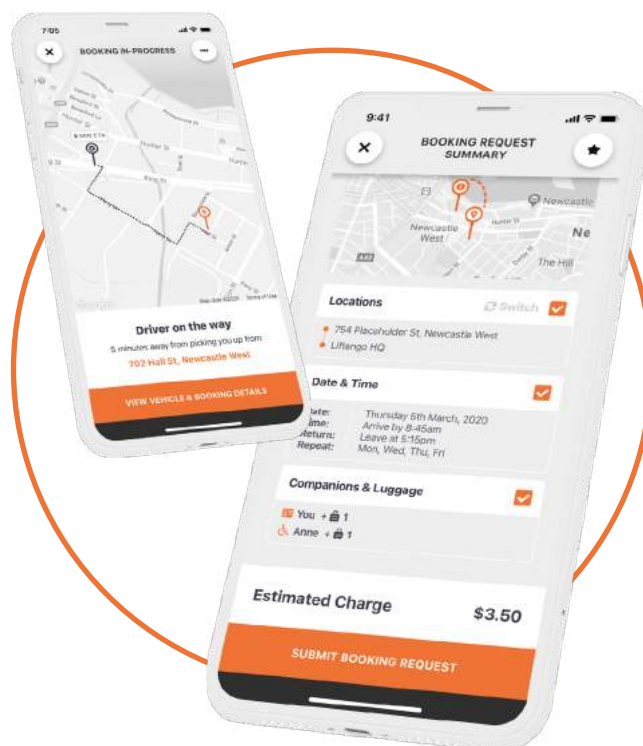 7:05
BOOKING IN-PROGRESS
Hunter St
King St
Driver on the way
5 minutes away from picking you up from
702 Hall St, Newcastle West
VIEW VEHICLE & BOOKING DETAILS
9:41
BOOKING REQUEST
SUMMARY
Newcastle
Newcastle
West
Hunter St
Ne
The Hill
Locations
Switch
754 Placehulder St, Newcastle West
Liftango HQ
Date & Time
Date: Thursday 5th March, 2020
Time: Arrive by 8:45am
Return: Leave at 5:15pm
Repeat: Mon, Wed, Thu, Fri
Companions & Luggage
You + 1
Anne + 1
Estimated Charge
$3.50
SUBMIT BOOKING REQUEST